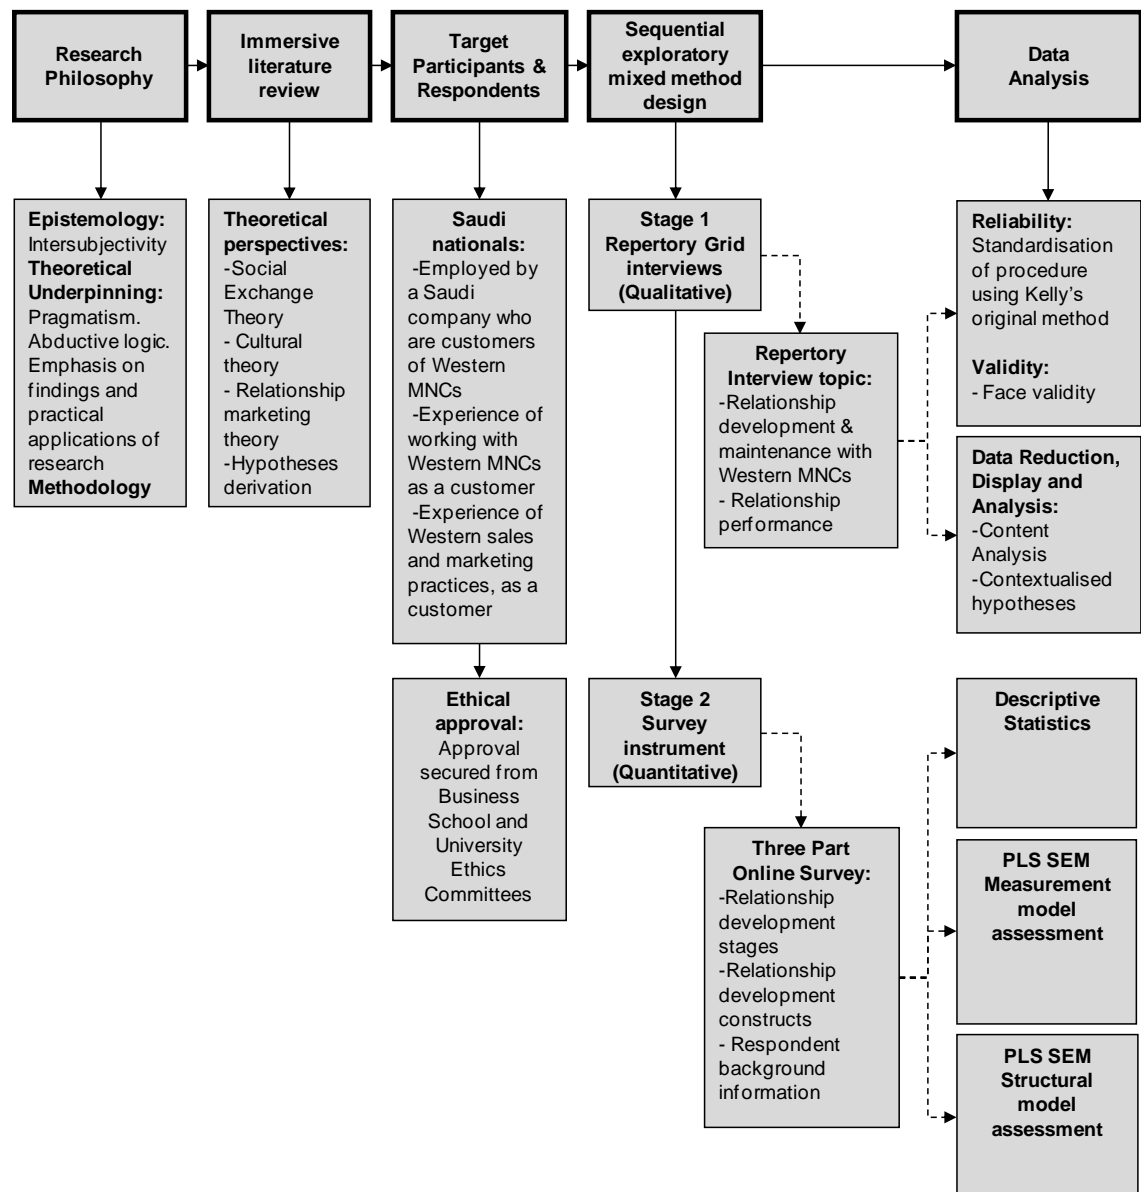 Research
Philosophy
Immersive
literature
review
Target
Participants &
Respondents
Sequential
exploratory
mixed method
design
Data
Analysis
Epistemology:
Intersubjectivity
Theoretical
Underpinning:
Pragmatism.
Abductive logic.
Emphasis on
findings and
practical
applications of
research
Methodology
Theoretical
perspectives:
-Social
Exchange
Theory
- Cultural
theory
- Relationship
marketing
theory
-Hypotheses
derivation
Saudi
nationals:
-Employed by
a Saudi
company who
are customers
of Western
MNCs
-Experience of
working with
Western MNCs
as a customer
-Experience of
Western sales
and marketing
practices, as a
customer
Ethical
approval:
Approval
secured from
Business
School and
University
Ethics
Committees
Stage 1
Repertory Grid
interviews
(Qualitative)
Repertory
Interview topic:
-Relationship
development &
maintenance with
Western MNCs
- Relationship
performance
Reliability:
Standardisation
of procedure
using Kelly's
original method
Validity:
- Face validity
Data Reduction,
Display and
Analysis:
-Content
Analysis
-Contextualised
hypotheses
Stage 2
Survey
instrument
(Quantitative)
Three Part
Online Survey:
-Relationship
development
stages
-Relationship
development
constructs
- Respondent
background
information
Descriptive
Statistics
PLS SEM
Measurement
model
assessment
PLS SEM
Structural
model
assessment